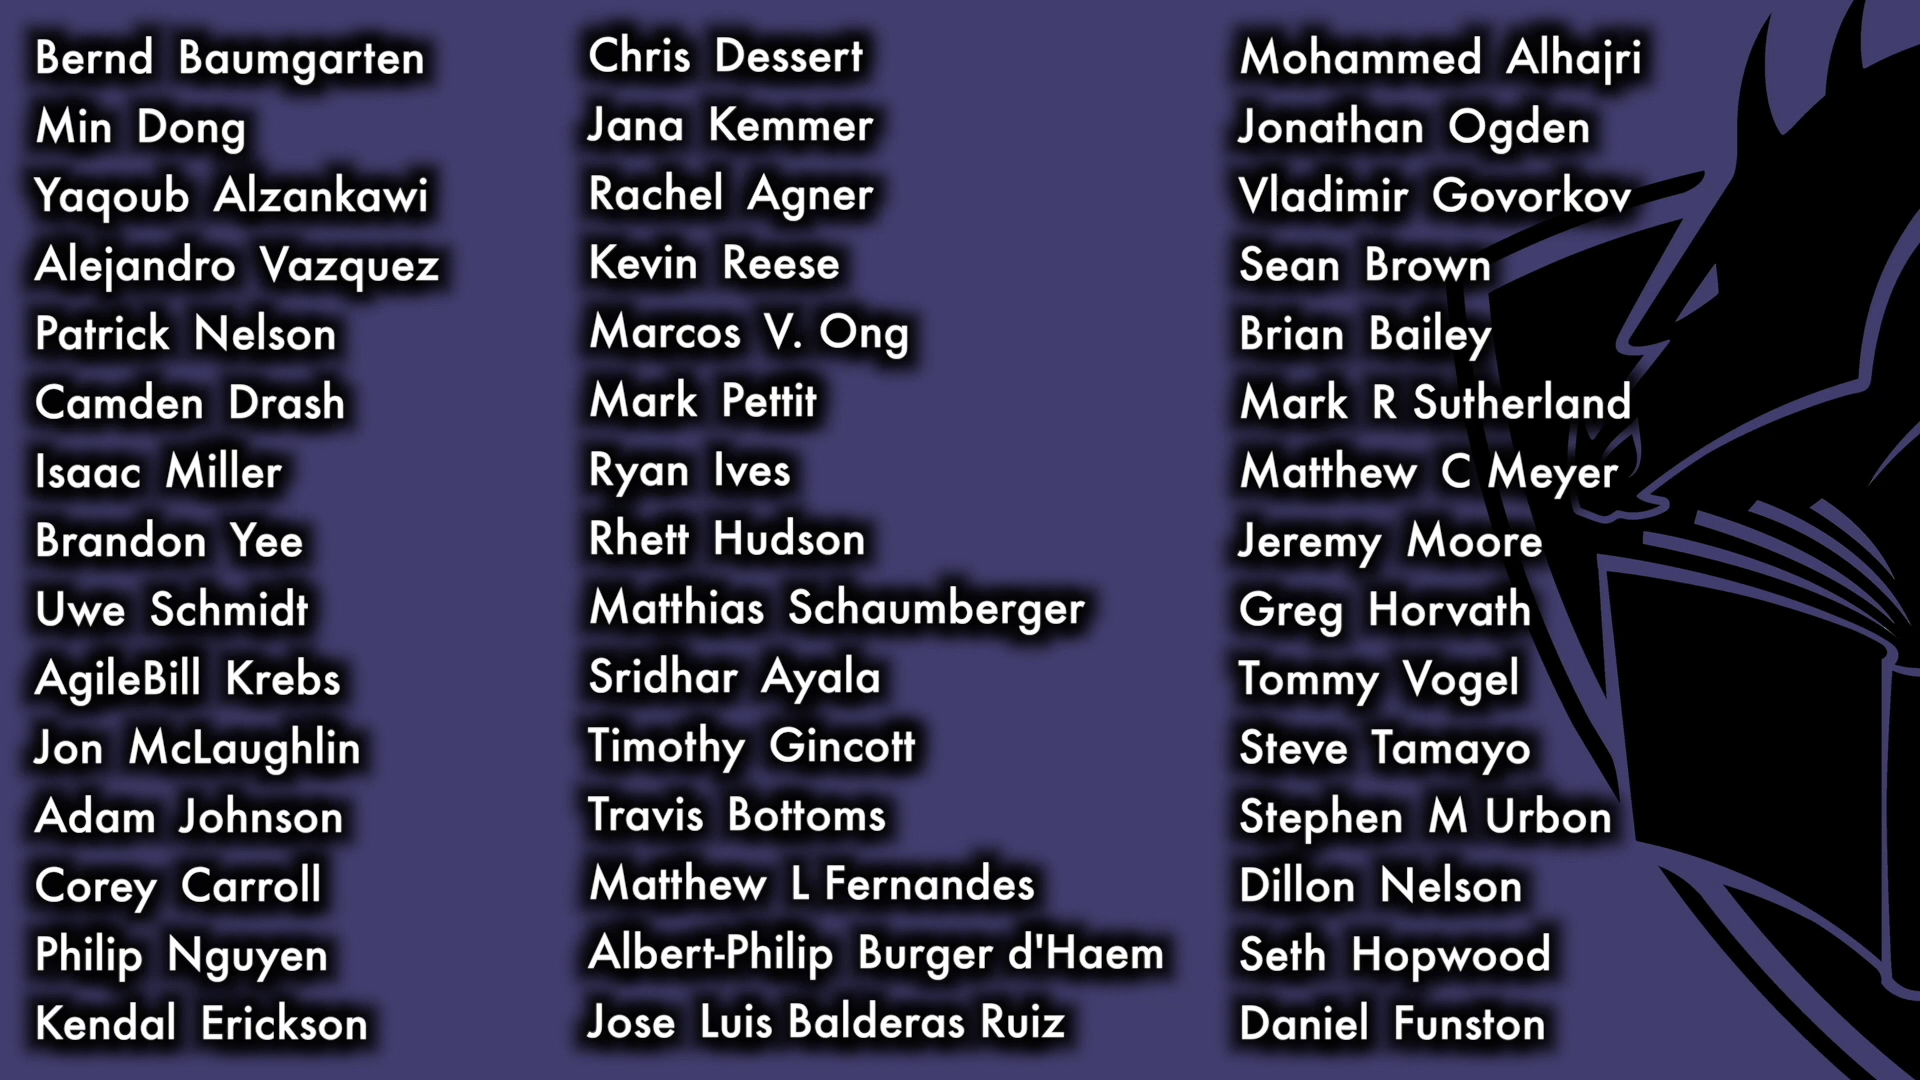 Bernd Baumgarten
Min Dong
Yaqoub Alzankawi
Alejandro Vazquez
Patrick Nelson
Camden Drash
Isaac Miller
Brandon Yee
Uwe Schmidt
AgileBill Krebs
Jon McLaughlin
Adam Johnson
Corey Carroll
Philip Nguyen
Kendal Erickson
Chris Dessert
Jana Kemmer
Rachel Agner
Kevin Reese
Marcos V. Ong
Mark Pettit
Ryan Ives
Rhett Hudson
Matthias Schaumberger
Sridhar Ayala
Timothy Gincott
Travis Bottoms
Matthew L Fernandes
Albert-Philip Burger d'Haem
Jose Luis Balderas Ruiz
Mohammed Alhajri
Jonathan Ogden
Vladimir Govorkov
Sean Brown
Brian Bailey
Mark R Sutherland
Matthew C Meyer
Jeremy Moore
Greg Horvath
Tommy Vogel
Steve Tamayo
Stephen M Urbon
Dillon Nelson
Seth Hopwood
Daniel Funston